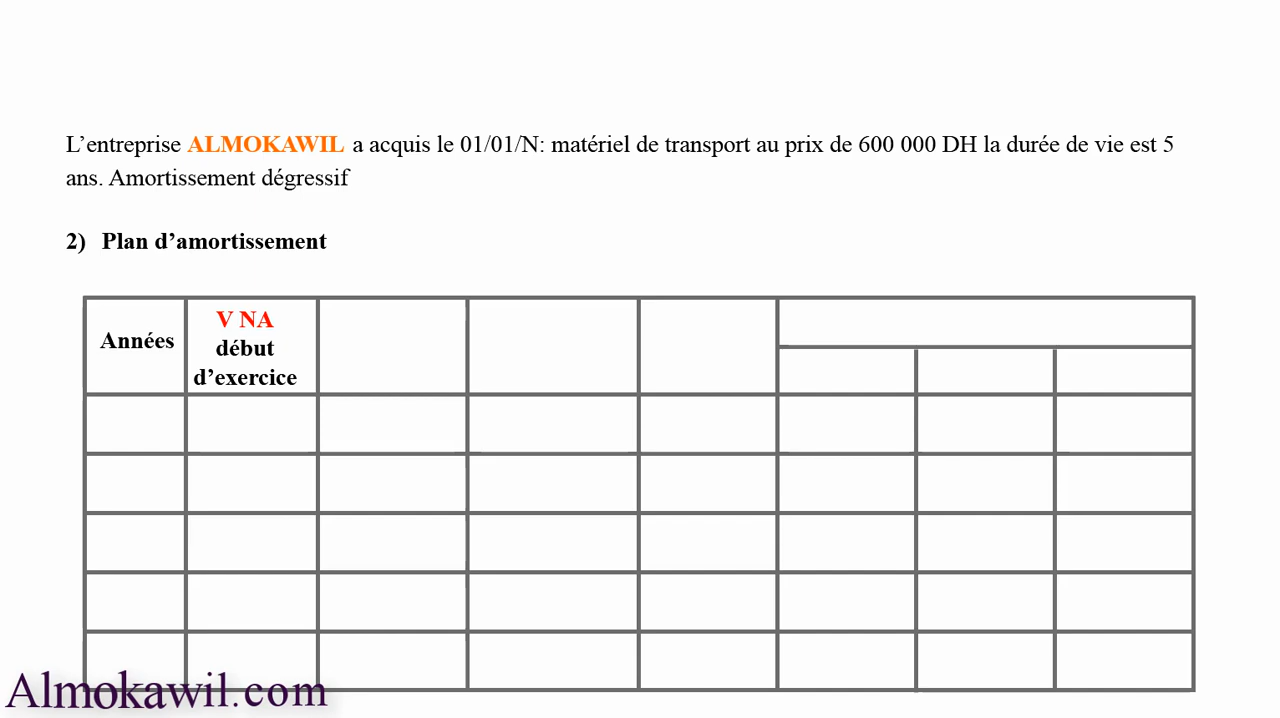 L’entreprise ALMOKAWIL a acquis le 01/01/N: matériel de transport au prix de 600 000 DH la durée de vie est 5
ans. Amortissement dégressif
2) Plan d’amortissement
Années
V NA
début
d’exercice
Almokawil.com